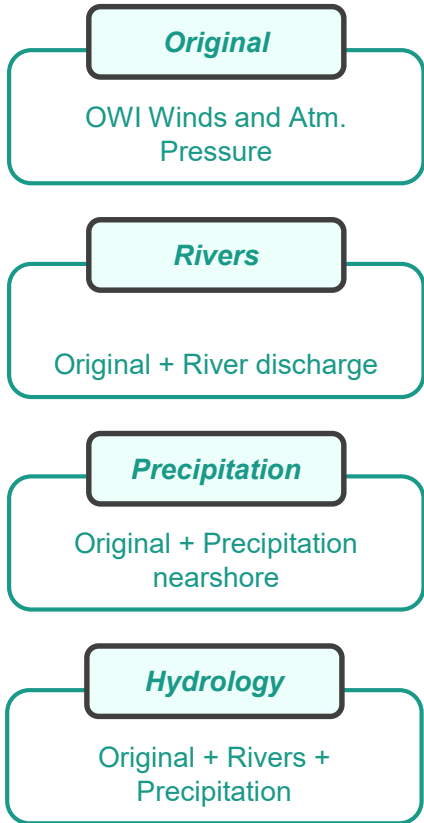 Original
OWI Winds and Atm.
Pressure
Rivers
Original + River discharge
Precipitation
Original + Precipitation
nearshore
Hydrology
Original + Rivers +
Precipitation